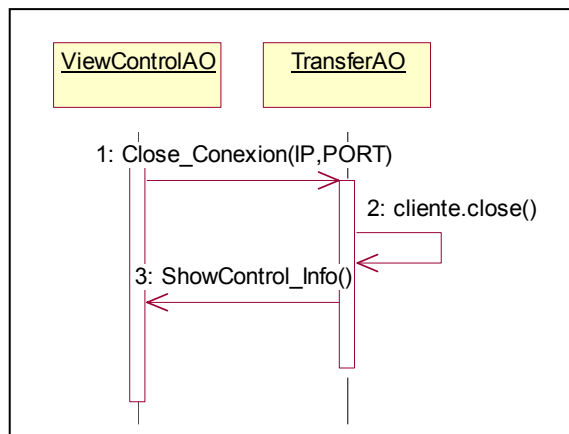 ViewControlAO
TransferAO
1: Close_Conexion(IP,PORT)
2: cliente.close()
3: ShowControl_Info()